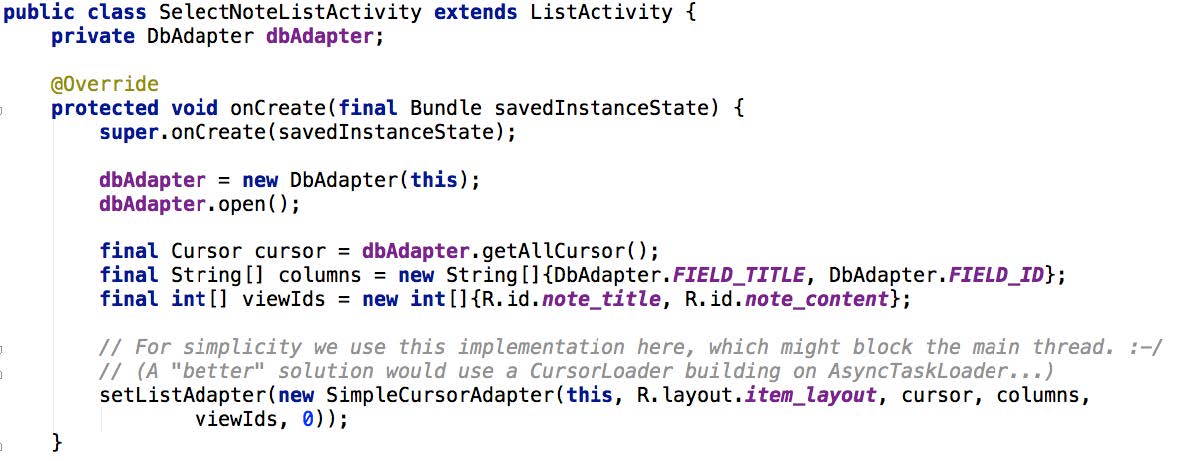 public class SelectNoteListActivity extends ListActivity {
    private DbAdapter dbAdapter;

    @Override
    protected void onCreate(final Bundle savedInstanceState) {
        super.onCreate(savedInstanceState);

        dbAdapter = new DbAdapter(this);
        dbAdapter.open();

        final Cursor cursor = dbAdapter.getAllCursor();
        final String[] columns = new String[]{DbAdapter.FIELD_TITLE, DbAdapter.FIELD_ID};
        final int[] viewIds = new int[]{R.id.note_title, R.id.note_content};

        // For simplicity we use this implementation here, which might block the main thread. :-/
        // (A "better" solution would use a CursorLoader building on AsyncTaskLoader...)
        setListAdapter(new SimpleCursorAdapter(this, R.layout.item_layout, cursor, columns,
                viewIds, 0));
    }